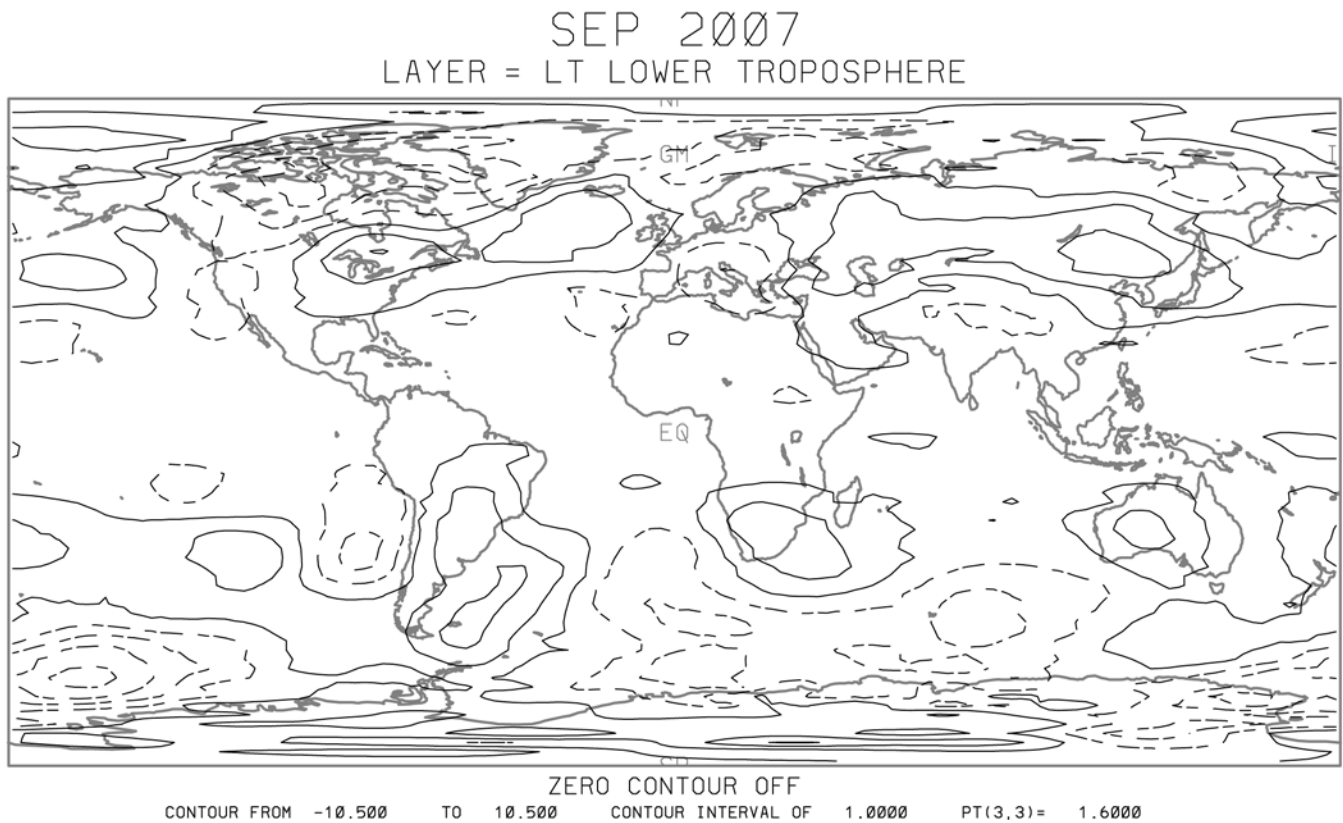 SEP 2007
LAYER = LT LOWER TROPOSPHERE
GM
EQ
ZERO CONTOUR OFF
CONTOUR FROM -10.500 TO 10.500 CONTOUR INTERVAL OF 1.0000 PT(3,3)= 1.6000